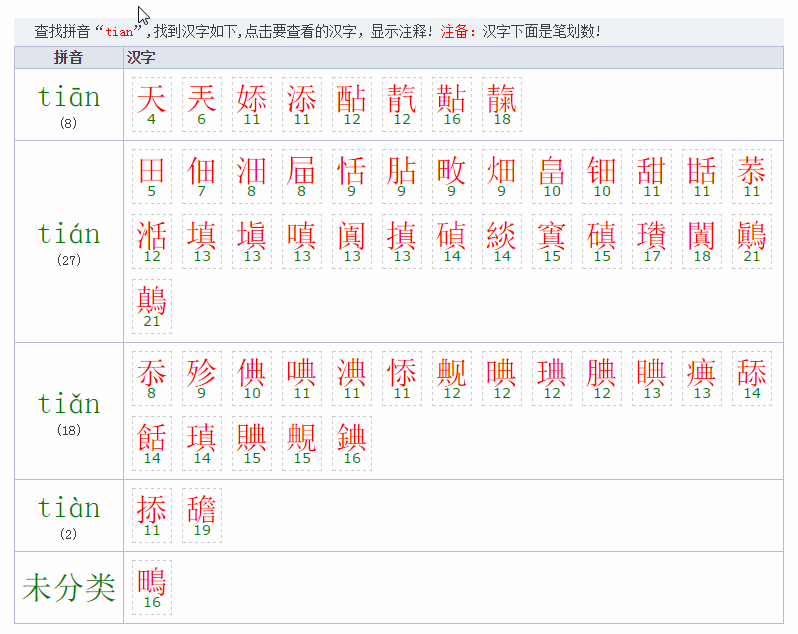 查找拼音“tian”,找到汉字如下,点击要查看的汉字，显示注释！注备：汉字下面是笔划数！
拼音 汉字
tiān
(8)
天 兲 婖 添 酟 靔 黇 靝
4 6 11 11 12 12 16 18
tián
(27)
田 佃 沺 屇 恬 胋 畋 畑 畠 钿 甜 甛 菾
5 7 8 8 9 9 9 9 10 10 11 11 11
湉 填 塡 嗔 阗 搷 碵 緂 窴 磌 璳 闐 鷏
12 13 13 13 13 13 14 14 15 15 17 18 21
鷆
21
tiǎn
(18)
忝 殄 倎 唺 淟 悿 觍 晪 琠 腆 睓 痶 舔
8 9 10 11 11 11 12 12 12 12 13 13 14
餂 瑱 賟 覥 錪
14 14 15 15 16
tiàn
(2)
掭 舚
11 19
未分类
鴫
16